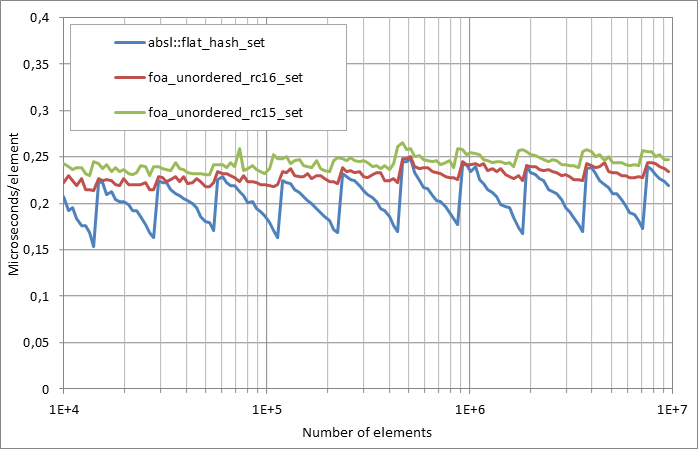 0,4
0,35
0,3
0,25
0,2
0,15
0,1
0,05
0
Microseconds/element
absl::flat_hash_set
foa_unordered_rc16_set
foa_unordered_rc15_set
1E+4 1E+5 1E+6 1E+7
Number of elements